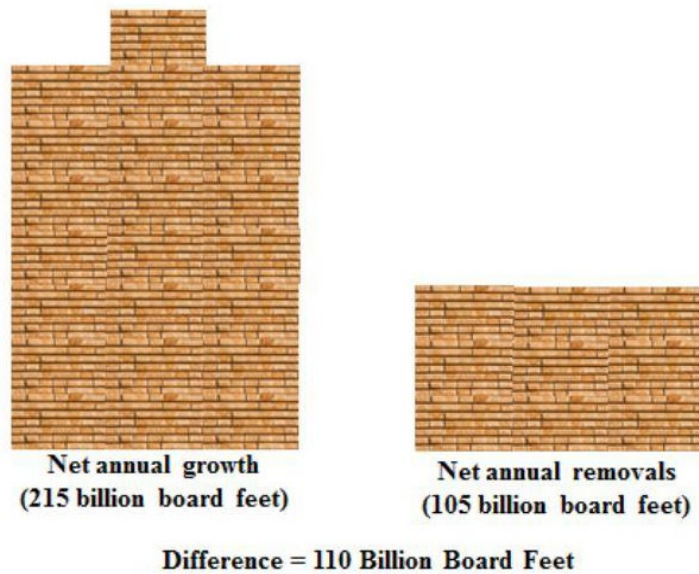 Net annual growth
(215 billion board feet)
Net annual removals
(105 billion board feet)
Difference = 110 Billion Board Feet